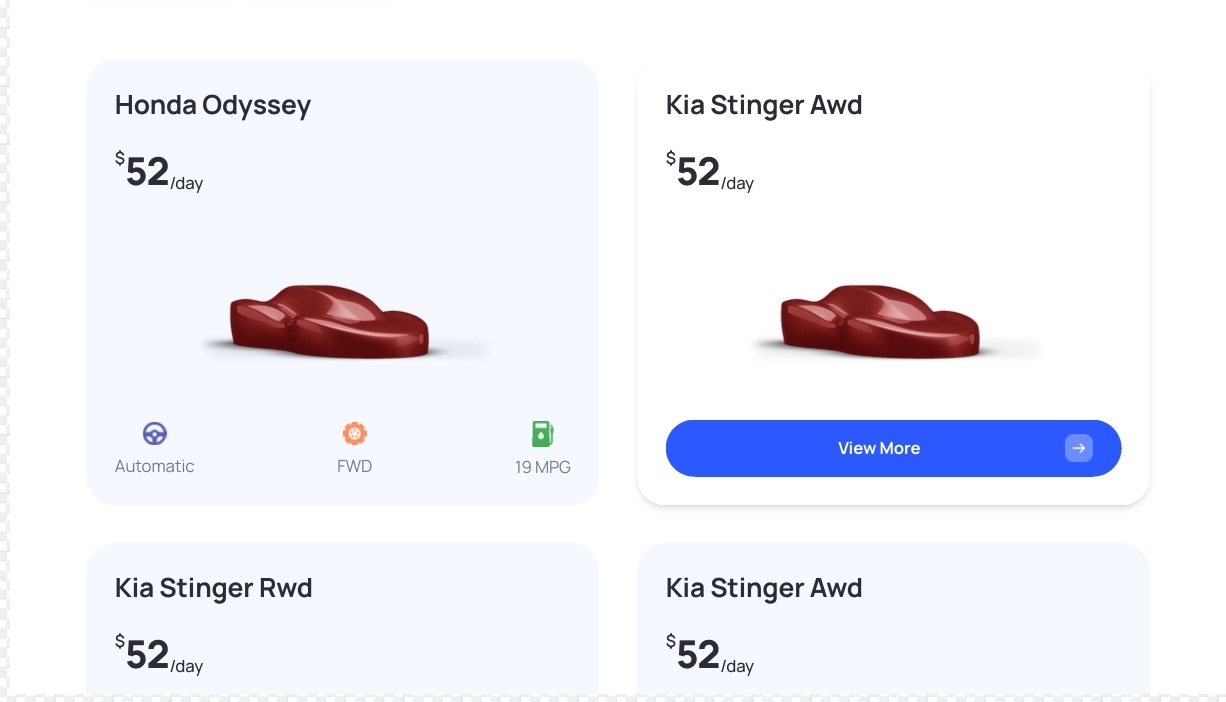 Honda Odyssey
$52/day
Automatic
FWD
19 MPG
Kia Stinger Awd
$52/day
View More
Kia Stinger Rwd
$52/day
Kia Stinger Awd
$52/day